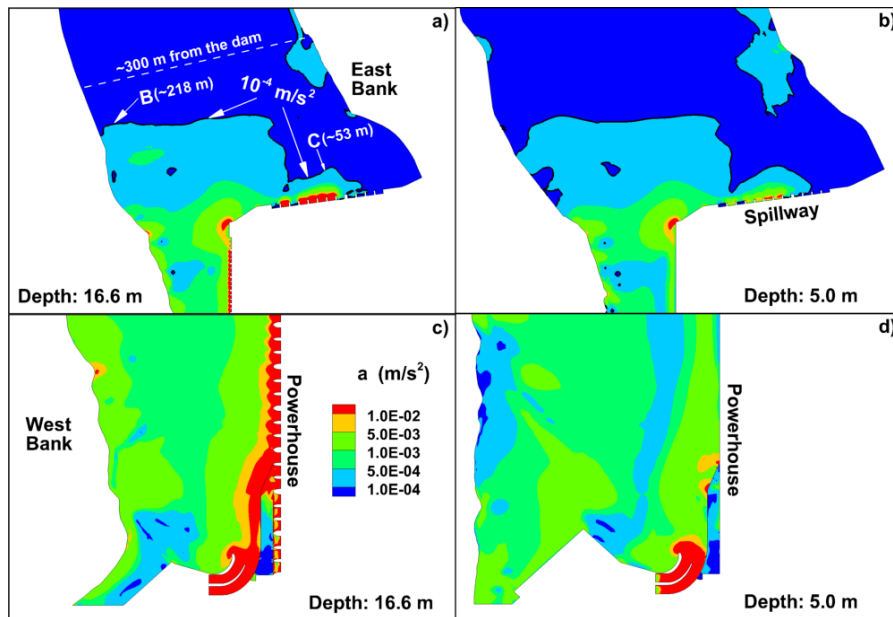 a)
~300 m from the dam
B(~218 m)
10⁻⁴ m/s²
East
Bank
C(~53 m)
Depth: 16.6 m
b)
Spillway
Depth: 5.0 m
c)
West
Bank
Powerhouse
a (m/s²)
1.0E-02
5.0E-03
1.0E-03
5.0E-04
1.0E-04
Depth: 16.6 m
d)
Powerhouse
Depth: 5.0 m